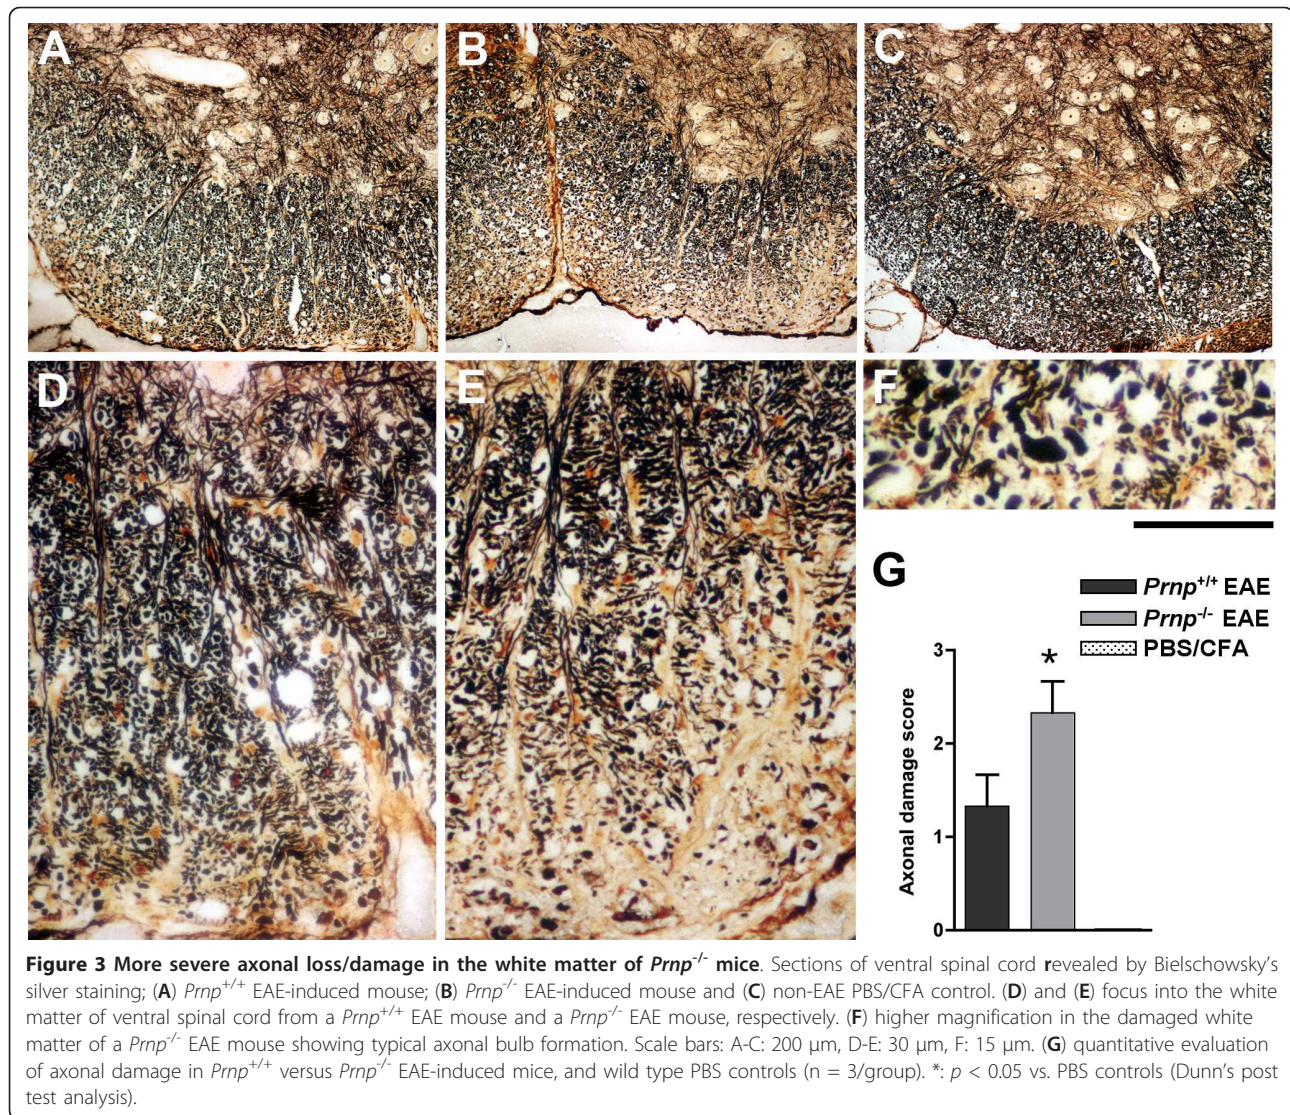 A
B
C
D
E
F
G
Prnp+/+ EAE
Prnp-/- EAE
PBS/CFA
3
*
2
1
0
Axonal damage score
Figure 3 More severe axonal loss/damage in the white matter of Prnp-/- mice. Sections of ventral spinal cord revealed by Bielschowsky's
silver staining; (A) Prnp+/+ EAE-induced mouse; (B) Prnp-/- EAE-induced mouse and (C) non-EAE PBS/CFA control. (D) and (E) focus into the white
matter of ventral spinal cord from a Prnp+/+ EAE mouse and a Prnp-/- EAE mouse, respectively. (F) higher magnification in the damaged white
matter of a Prnp-/- EAE mouse showing typical axonal bulb formation. Scale bars: A-C: 200 μm, D-E: 30 μm, F: 15 μm. (G) quantitative evaluation
of axonal damage in Prnp+/+ versus Prnp-/- EAE-induced mice, and wild type PBS controls (n = 3/group). *: p < 0.05 vs. PBS controls (Dunn's post
test analysis).